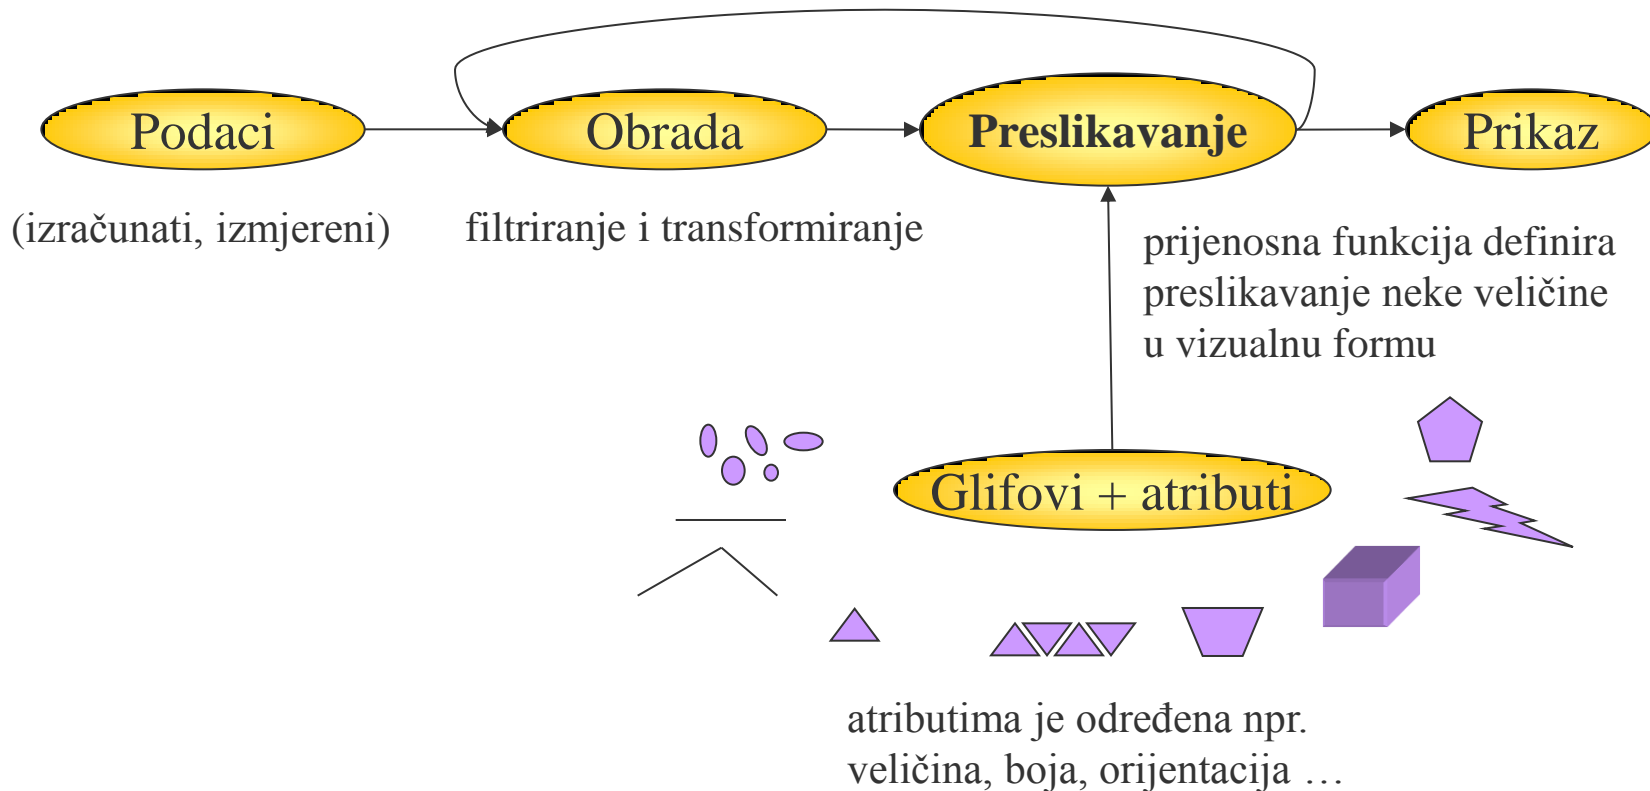 Podaci
Obrada
Preslikavanje
Prikaz
(izračunati, izmjereni)
filtriranje i transformiranje
prijenosna funkcija definira
preslikavanje neke veličine
u vizualnu formu
Glifovi + atributi
atributima je određena npr.
veličina, boja, orijentacija …